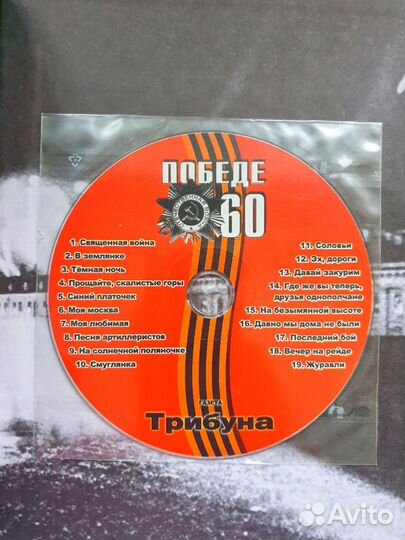 ПОБЕДЕ
60
ОТЕЧЕСТВЕННАЯ ВОЙНА
1. Священная война
2. В землянке
3. Тёмная ночь
4. Прощайте, скалистые горы
5. Синий платочек
6. Моя москва
7. Моя любимая
8. Песня артиллеристов
9. На солнечной поляночке
10. Смуглянка
11. Соловьи
12. Эх, дороги
13. Давай закурим
14. Где же вы теперь,
друзья однополчане
15. На безымянной высоте
16. Давно мы дома не были
17. Последний бой
18. Вечер на рейде
19. Журавли
ГАЗЕТА
Трибуна
Avito